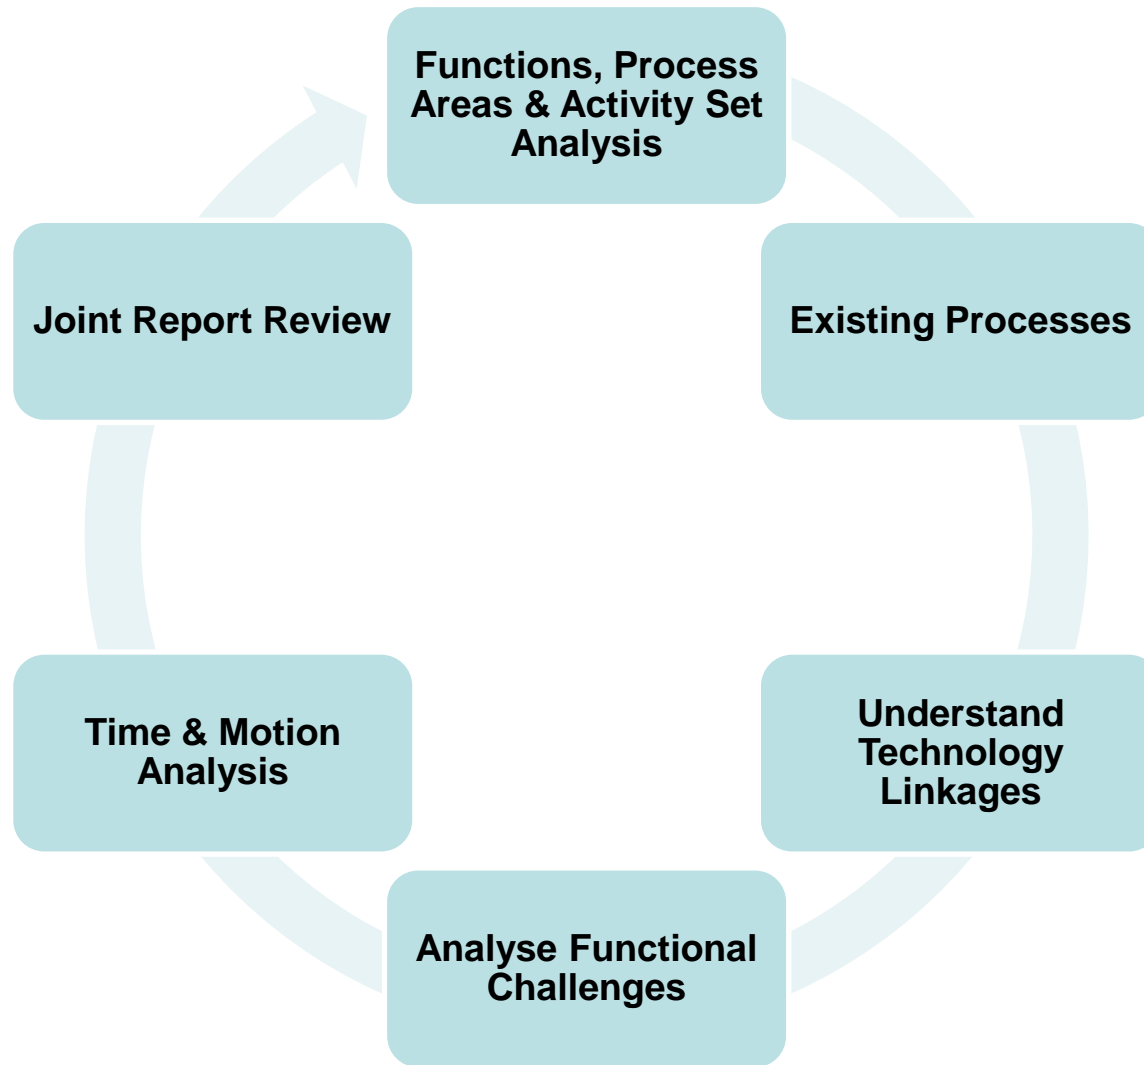 Functions, Process
Areas & Activity Set
Analysis
Existing Processes
Understand
Technology
Linkages
Analyse Functional
Challenges
Time & Motion
Analysis
Joint Report Review